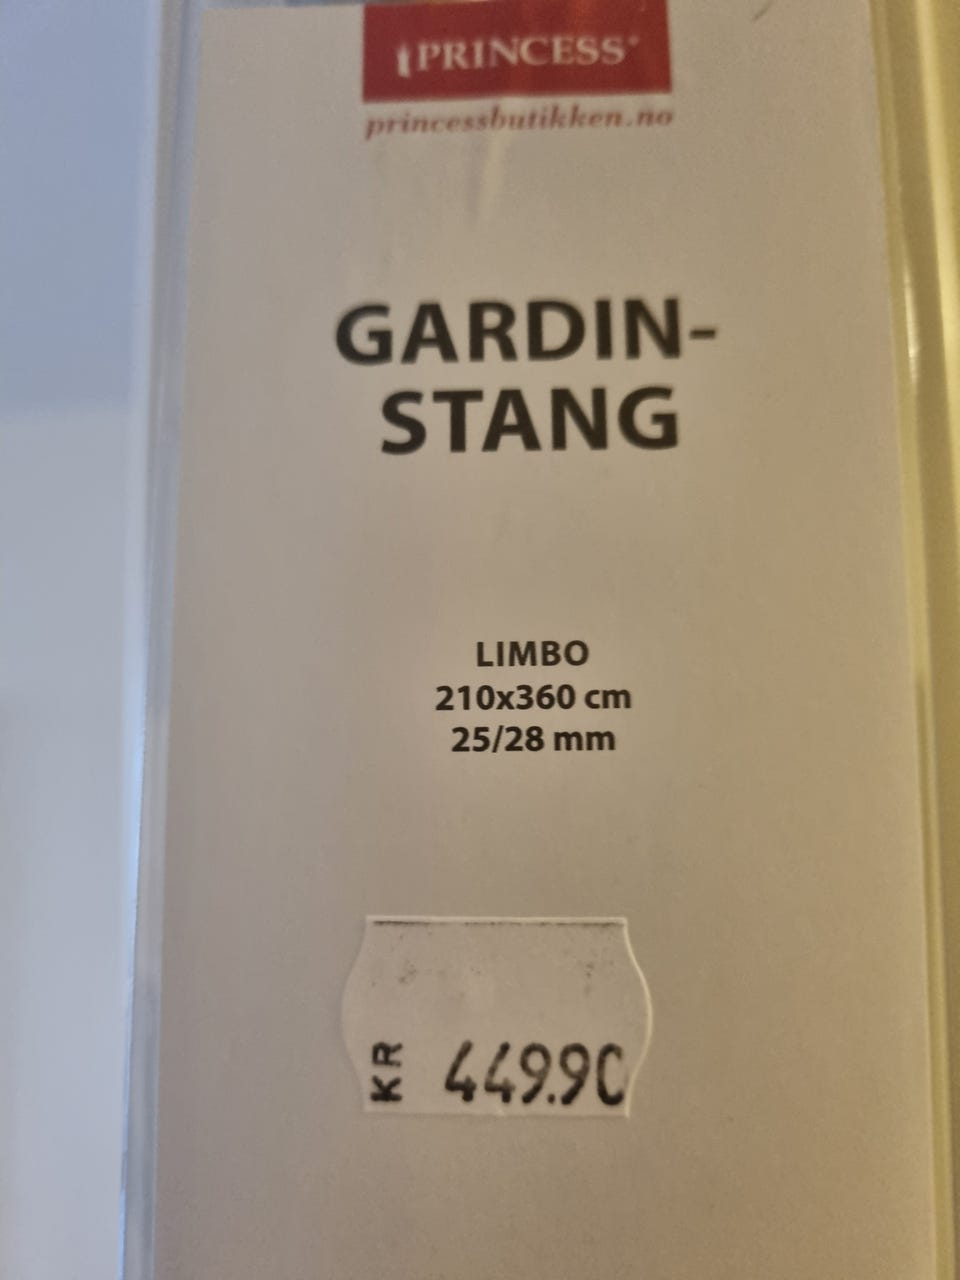 PRINCESS®
princessbutikken.no
GARDIN-
STANG
LIMBO
210x360 cm
25/28 mm
KR 449.90